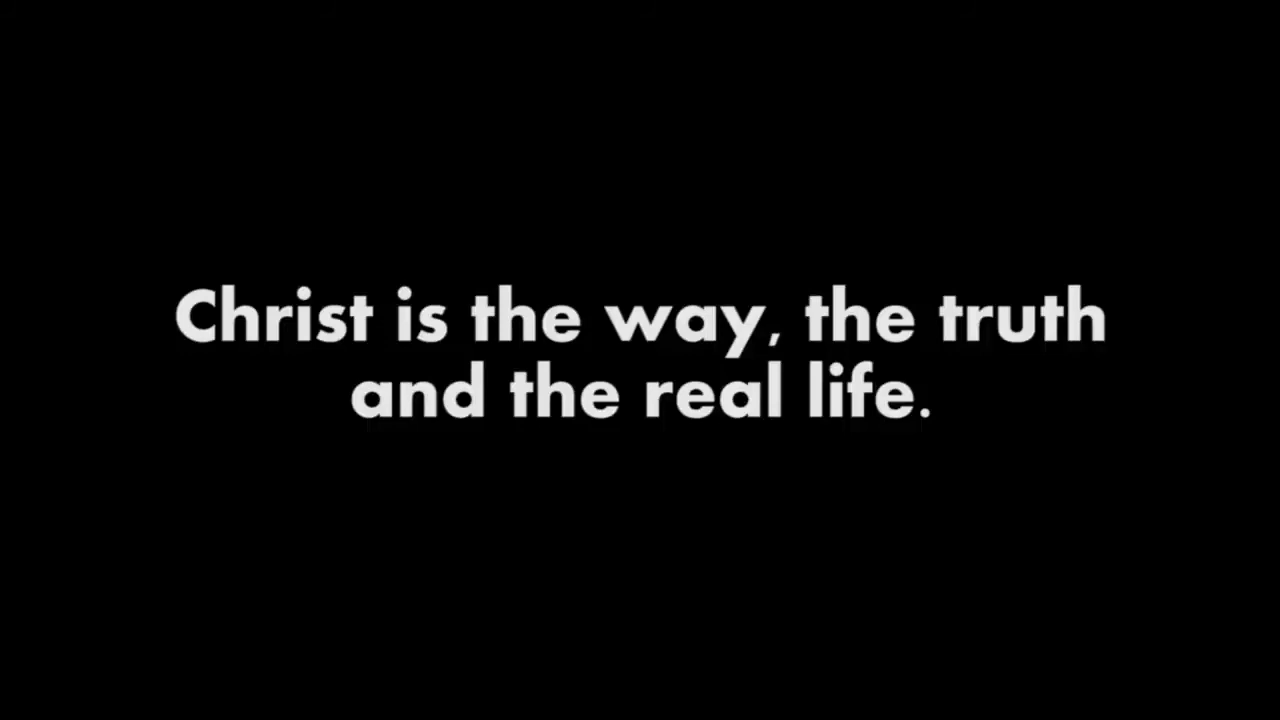 Christ is the way, the truth
and the real life.